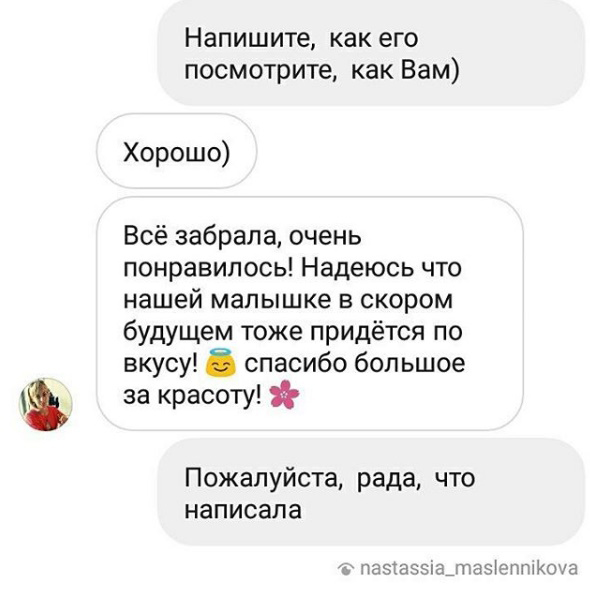 Напишите, как его
посмотрите, как Вам)
Хорошо)
Всё забрала, очень
понравилось! Надеюсь что
нашей малышке в скором
будущем тоже придётся по
вкусу! 😇 спасибо большое
за красоту! 🌸
Пожалуйста, рада, что
написала
nastassia_maslennikova